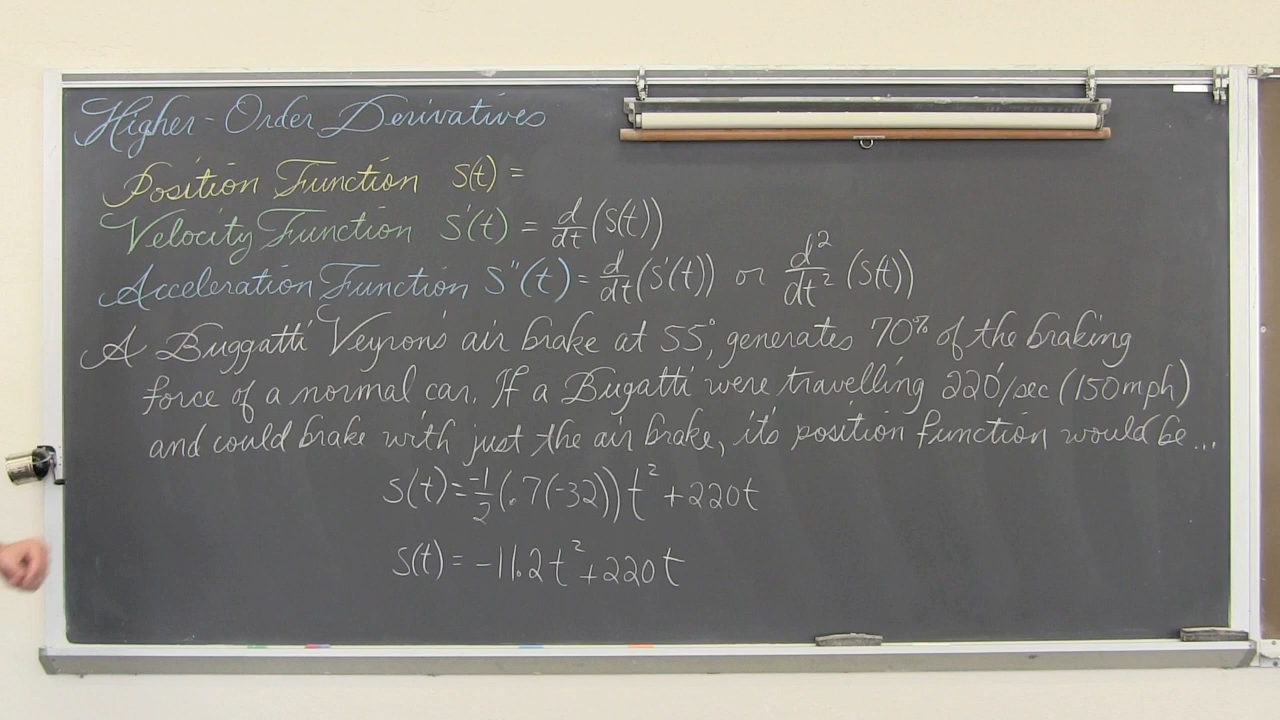 Higher-Order Derivatives
Position Function S(t) =
Velocity Function S'(t) = d/dt (S(t))
Acceleration Function S''(t) = d/dt (S'(t)) or d²/dt² (S(t))
A Buggatti Veyron's air brake at 55°, generates 70% of the braking
force of a normal car. If a Bugatti were travelling 220'/sec (150mph)
and could brake with just the air brake, it's position function would be...
S(t) = -1/2 (.7(-32)) t² + 220t
S(t) = -11.2t² + 220t